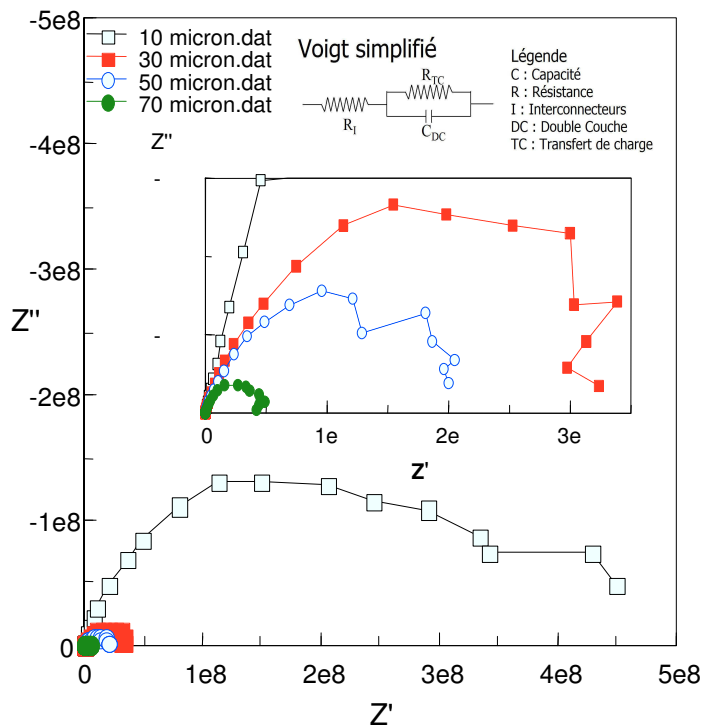 -5e8
-4e8
-3e8
-2e8
-1e8
0
Z''
10 micron.dat
30 micron.dat
50 micron.dat
70 micron.dat
Voigt simplifié
R_TC
R_I
C_DC
Légende
C : Capacité
R : Résistance
I : Interconnecteurs
DC : Double Couche
TC : Transfert de charge
Z''
-
-
0 1e 2e 3e
Z'
0 1e8 2e8 3e8 4e8 5e8
Z'